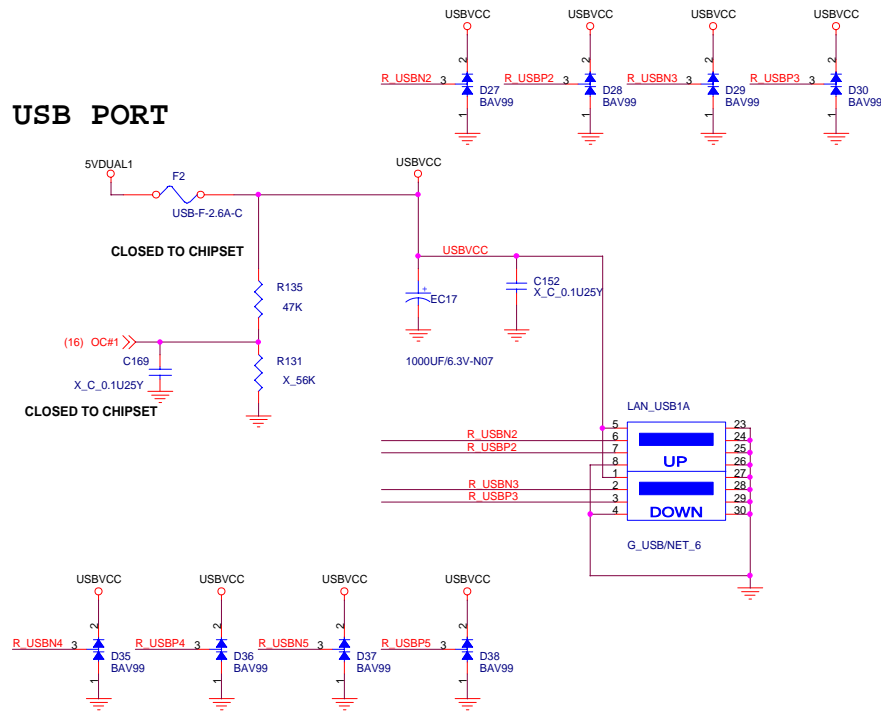 USBVCC USBVCC USBVCC USBVCC
2 2 2 2
R_USBN2 3 R_USBP2 3 R_USBN3 3 R_USBP3 3
D27 D28 D29 D30
BAV99 BAV99 BAV99 BAV99
1 1 1 1
USB PORT
5VDUAL1
F2
USB-F-2.6A-C
USBVCC
CLOSED TO CHIPSET
USBVCC
R135
47K
+
EC17
C152
X_C_0.1U25Y
(16) OC#1
C169
X_C_0.1U25Y
R131
X_56K
1000UF/6.3V-N07
CLOSED TO CHIPSET
LAN_USB1A
5 23
R_USBN2 6 24
R_USBP2 7 25
8 UP 26
1 27
R_USBN3 2 28
R_USBP3 3 29
4 DOWN 30
G_USB/NET_6
USBVCC USBVCC USBVCC USBVCC
2 2 2 2
R_USBN4 3 R_USBP4 3 R_USBN5 3 R_USBP5 3
D35 D36 D37 D38
BAV99 BAV99 BAV99 BAV99
1 1 1 1